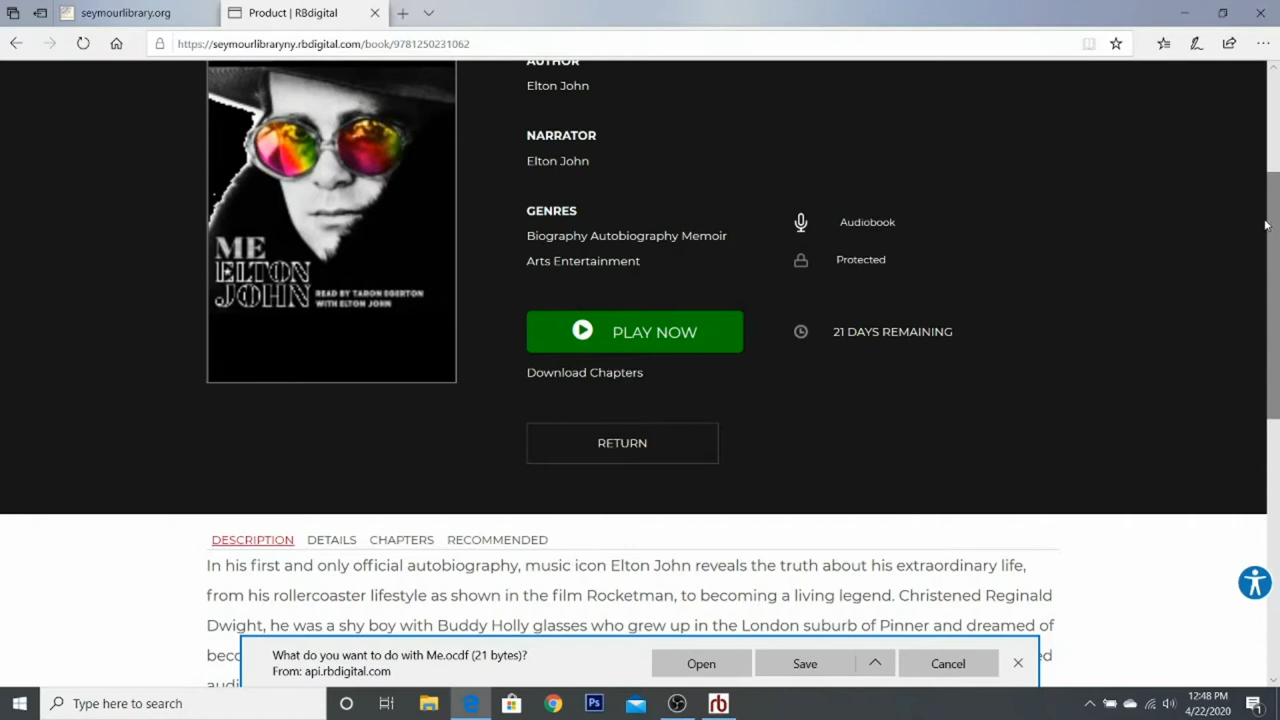 seymourlibrary.org
Product | RBdigital
https://seymourlibraryny.rbdigital.com/book/9781250231062
AUTHOR
Elton John
NARRATOR
Elton John
GENRES
Biography Autobiography Memoir
Arts Entertainment
Audiobook
Protected
ME
ELTON
JOHN
READ BY TARON EGERTON
WITH ELTON JOHN
PLAY NOW
21 DAYS REMAINING
Download Chapters
RETURN
DESCRIPTION DETAILS CHAPTERS RECOMMENDED
In his first and only official autobiography, music icon Elton John reveals the truth about his extraordinary life,
from his rollercoaster lifestyle as shown in the film Rocketman, to becoming a living legend. Christened Reginald
Dwight, he was a shy boy with Buddy Holly glasses who grew up in the London suburb of Pinner and dreamed of
What do you want to do with Me.ocdf (21 bytes)?
From: api.rbdigital.com
Open
Save
Cancel
Type here to search
Ps
rb
12:48 PM
4/22/2020
1